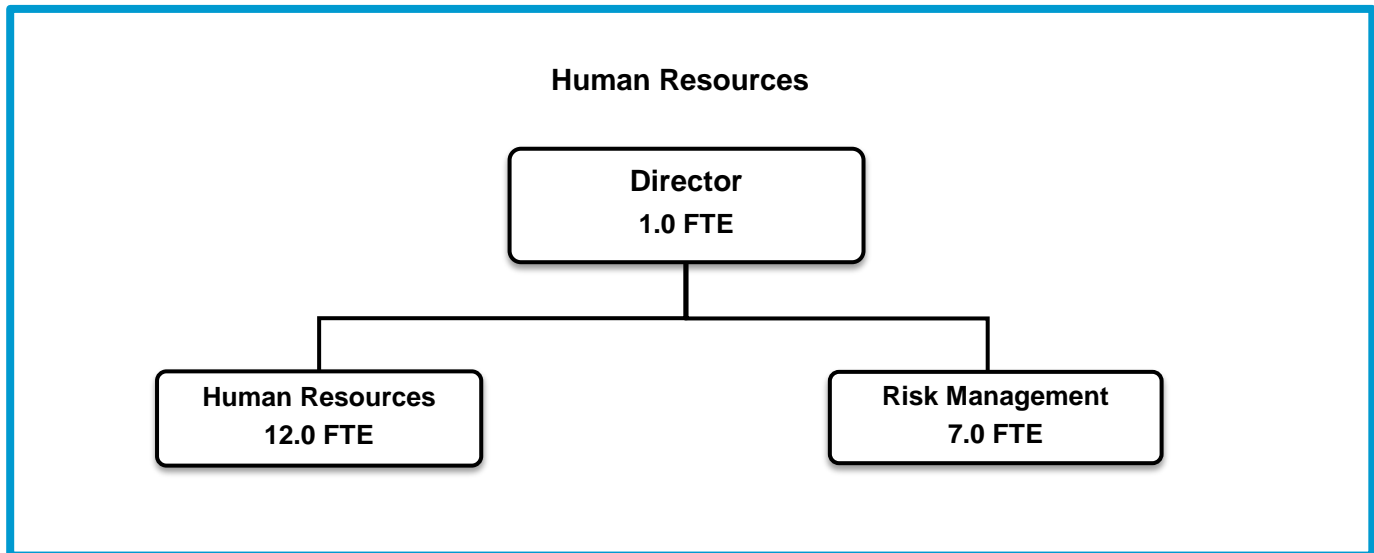 Human Resources
Director
1.0 FTE
Human Resources
12.0 FTE
Risk Management
7.0 FTE